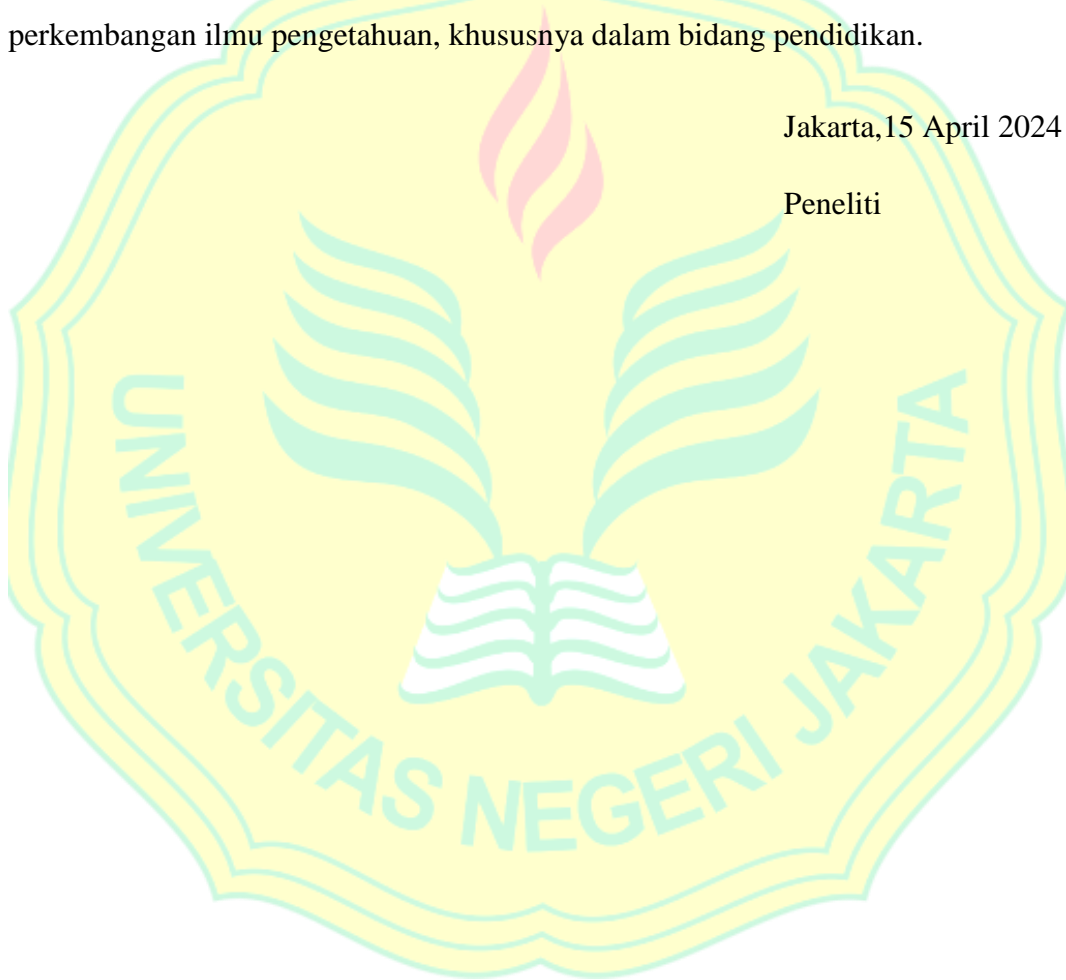 perkembangan ilmu pengetahuan, khususnya dalam bidang pendidikan.
Jakarta,15 April 2024
Peneliti
UNIVERSITAS NEGERI JAKARTA